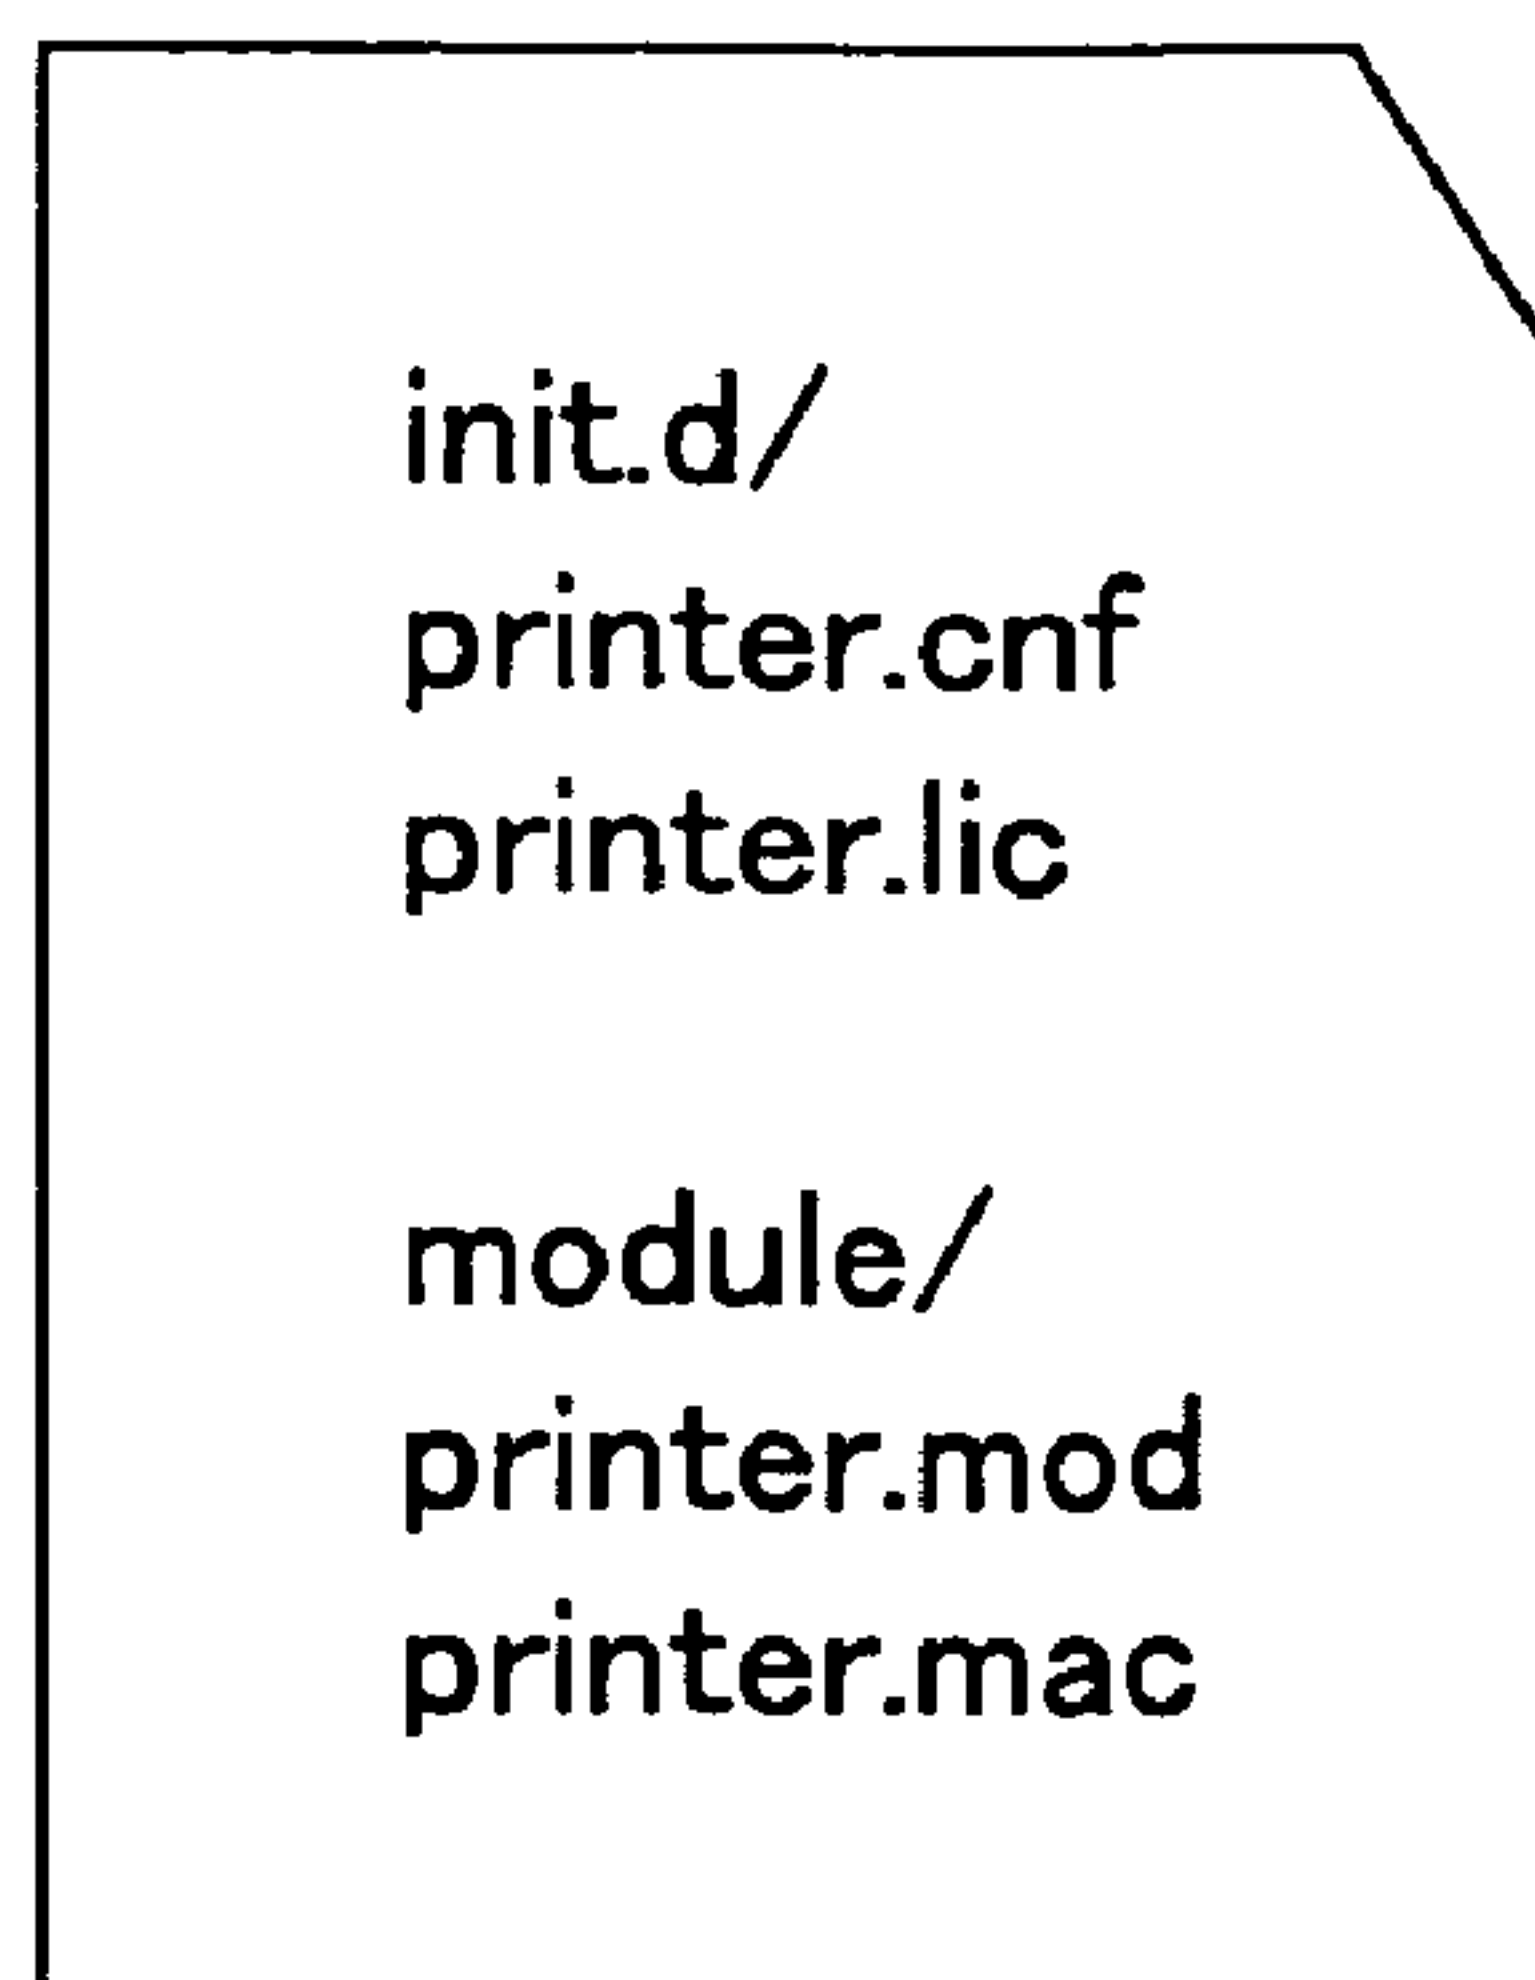 init.d/
printer.cnf
printer.lic
module/
printer.mod
printer.mac